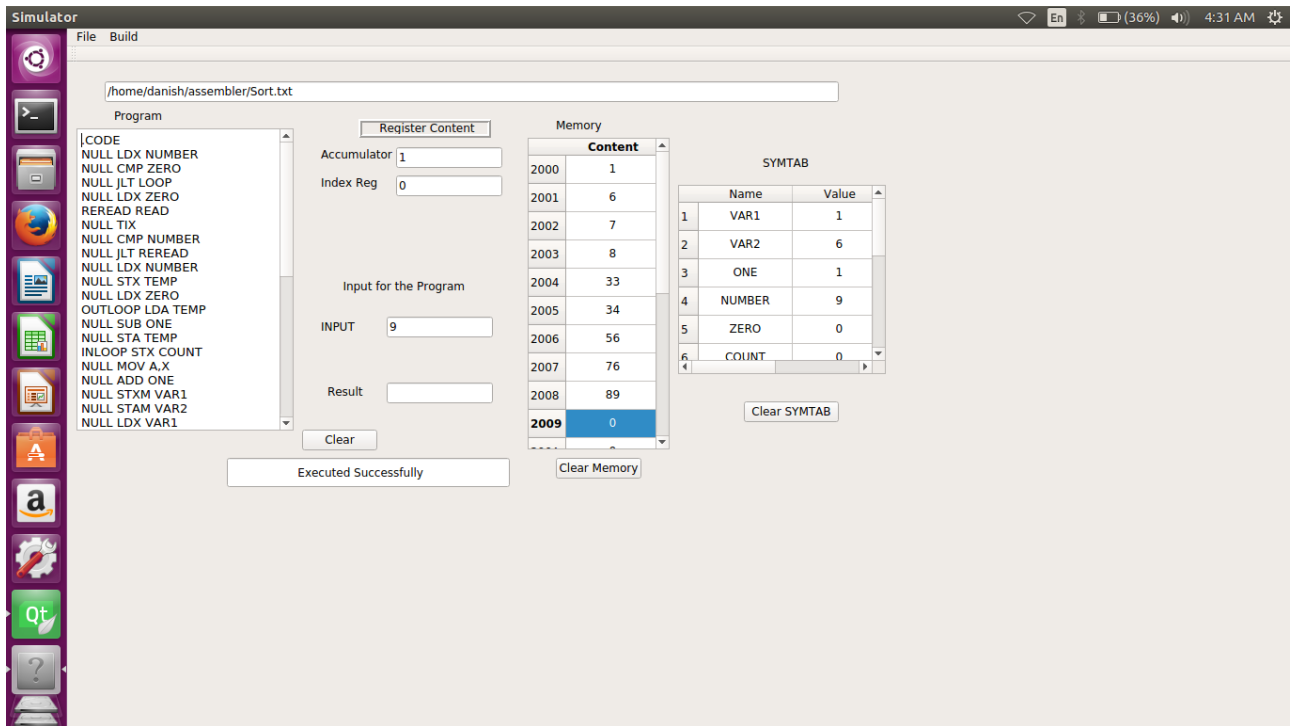 Simulator
En (36%) 4:31 AM
File Build
/home/danish/assembler/Sort.txt
Program
.CODE
NULL LDX NUMBER
NULL CMP ZERO
NULL JLT LOOP
NULL LDX ZERO
REREAD READ
NULL TIX
NULL CMP NUMBER
NULL JLT REREAD
NULL LDX NUMBER
NULL STX TEMP
NULL LDX ZERO
OUTLOOP LDA TEMP
NULL SUB ONE
NULL STA TEMP
INLOOP STX COUNT
NULL MOV A,X
NULL ADD ONE
NULL STXM VAR1
NULL STAM VAR2
NULL LDX VAR1
Register Content
Accumulator 1
Index Reg 0
Input for the Program
INPUT 9
Result
Clear
Executed Successfully
Memory
Content
2000 1
2001 6
2002 7
2003 8
2004 33
2005 34
2006 56
2007 76
2008 89
2009 0
Clear Memory
SYMTAB
Name Value
1 VAR1 1
2 VAR2 6
3 ONE 1
4 NUMBER 9
5 ZERO 0
6 COUNT 0
Clear SYMTAB
a
Qt
?